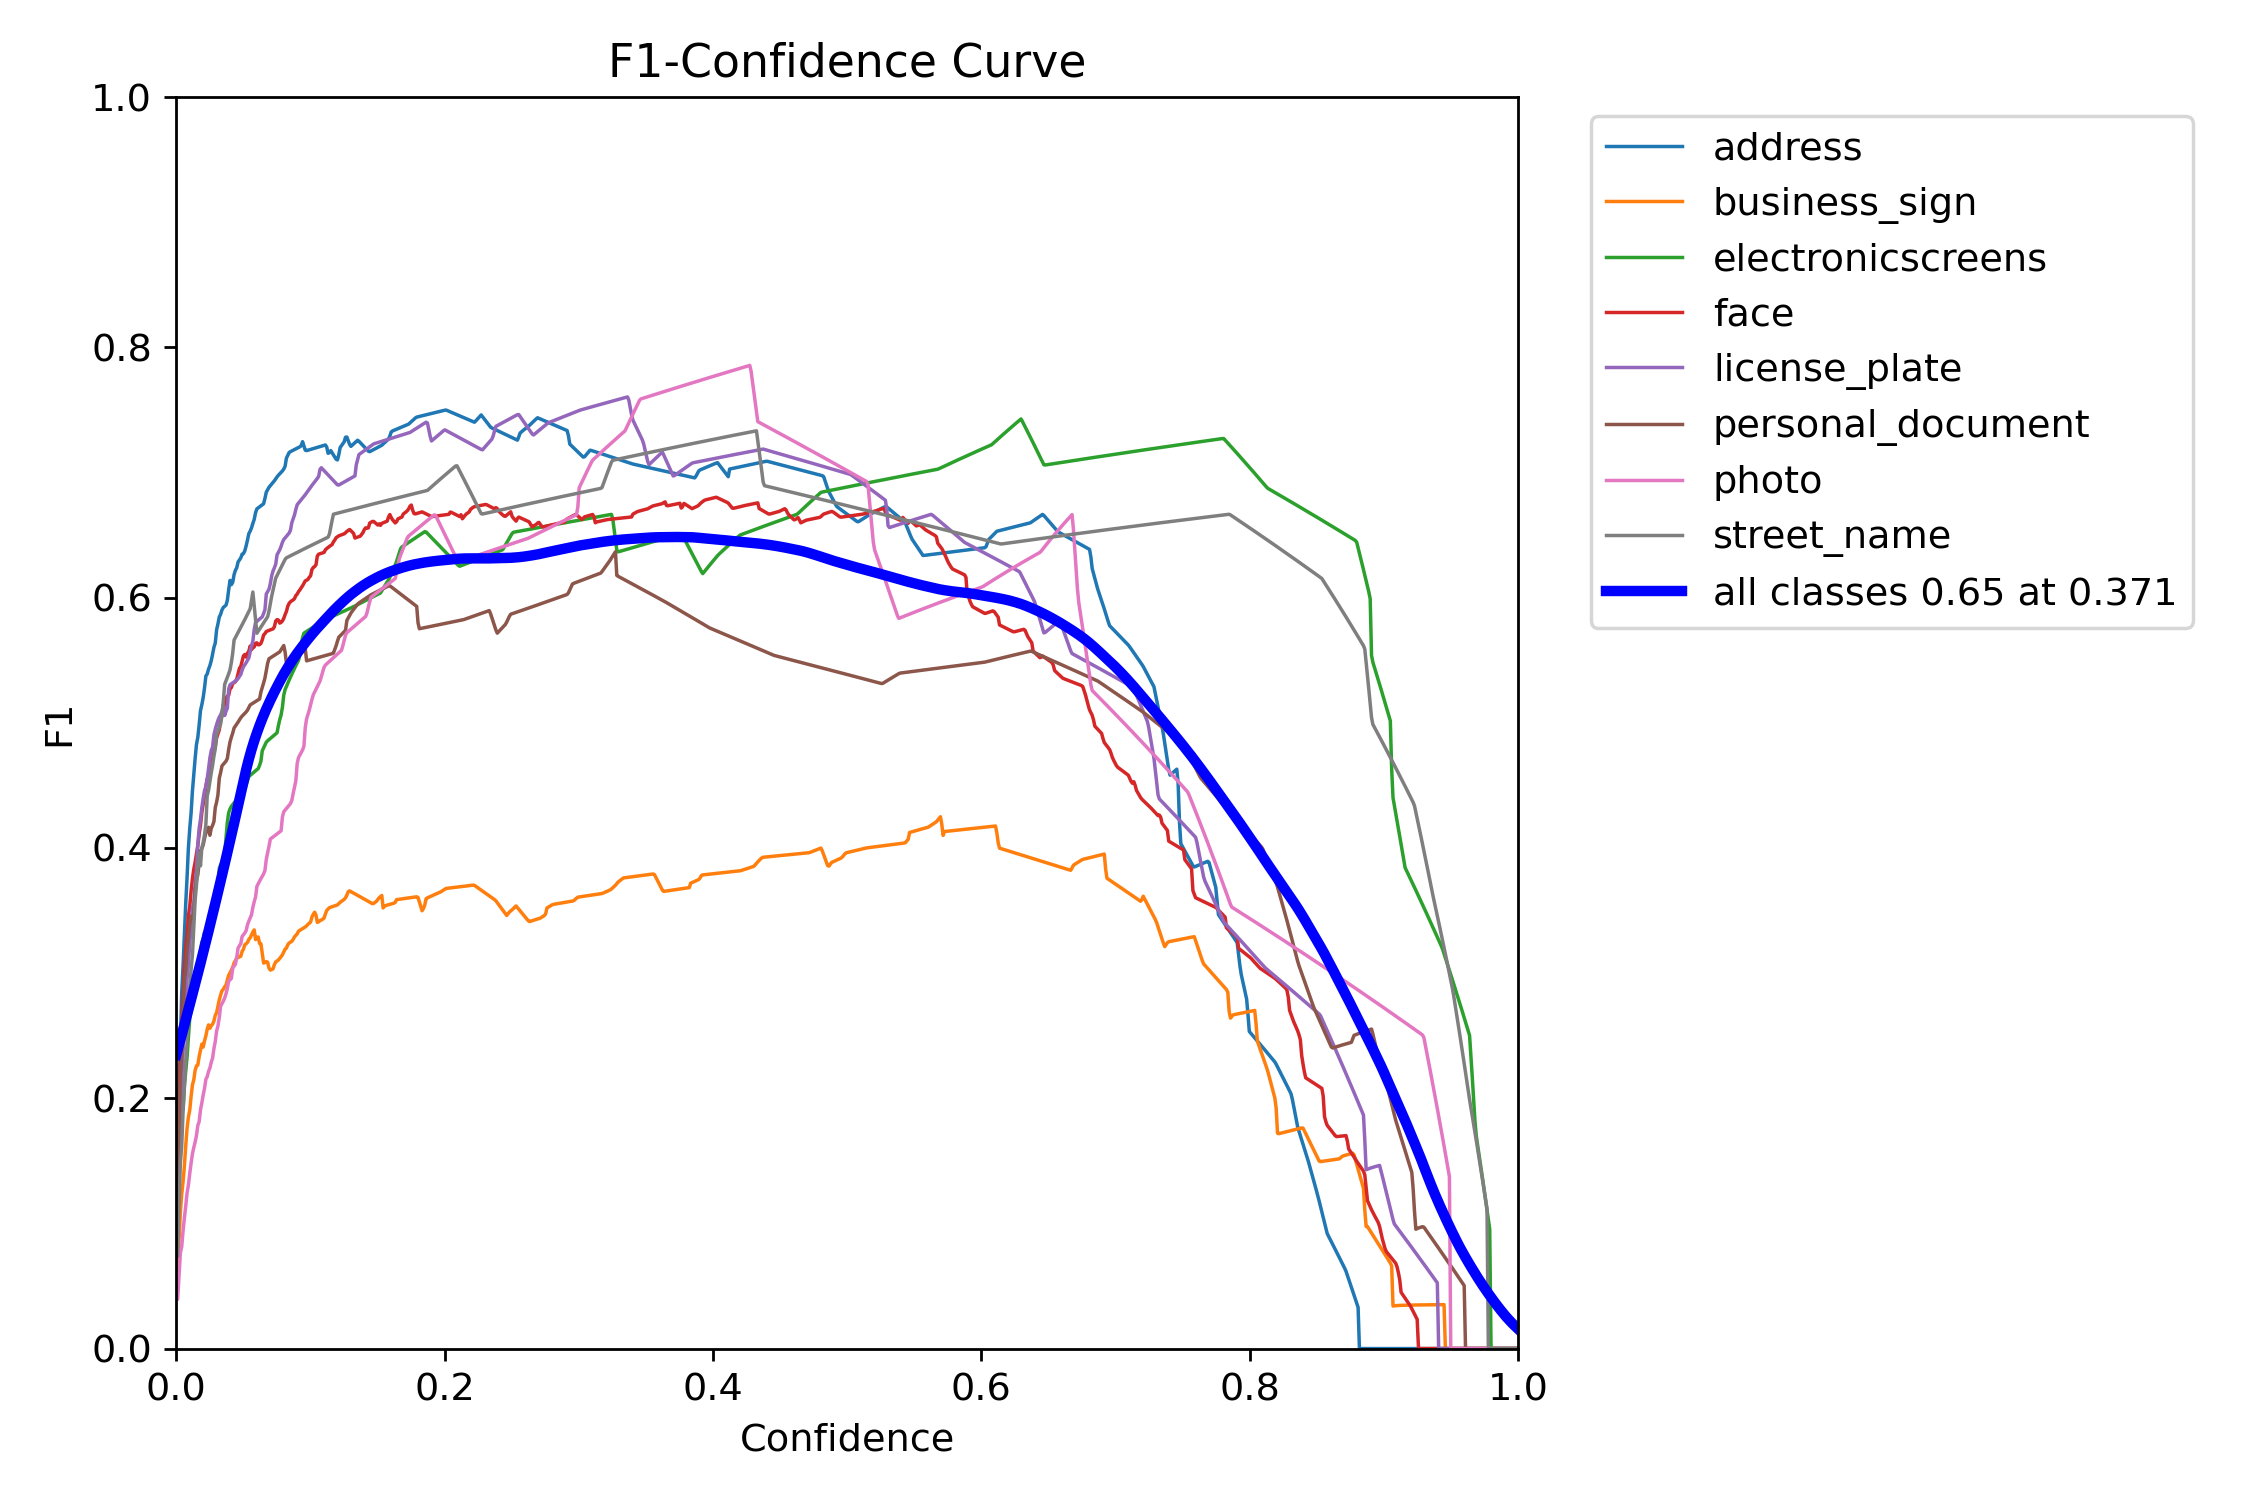 F1-Confidence Curve
1.0
0.8
0.6
0.4
0.2
0.0
F1
0.0
0.2
0.4
0.6
0.8
1.0
Confidence
address
business_sign
electronicscreens
face
license_plate
personal_document
photo
street_name
all classes 0.65 at 0.371